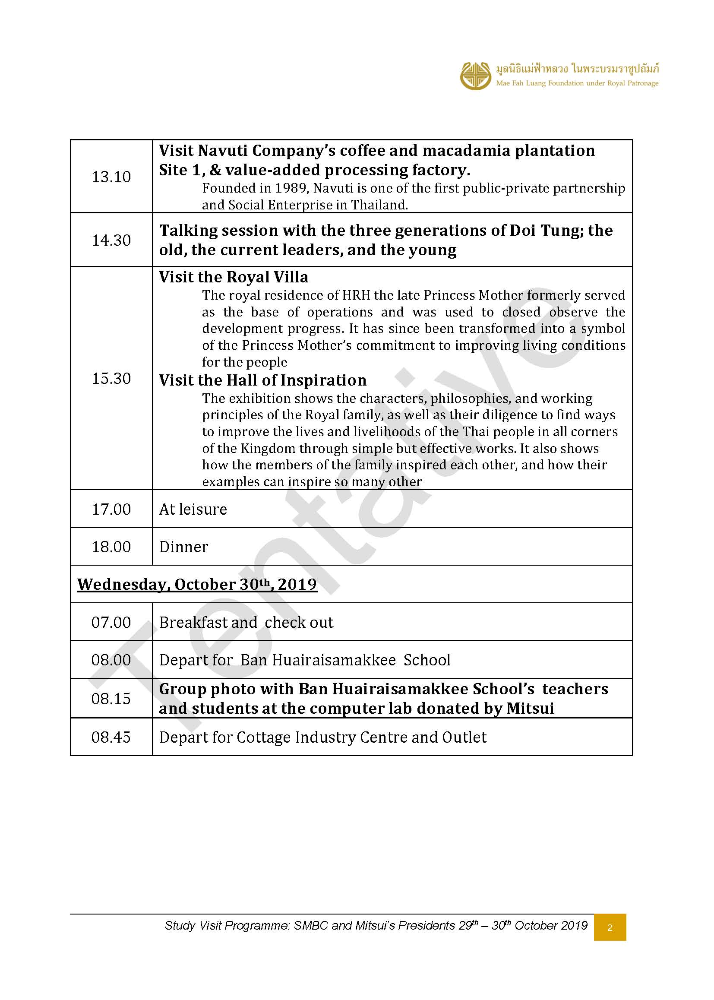 มูลนิธิแม่ฟ้าหลวง ในพระบรมราชูปถัมภ์
Mae Fah Luang Foundation under Royal Patronage
13.10
Visit Navuti Company’s coffee and macadamia plantation
Site 1, & value-added processing factory.
Founded in 1989, Navuti is one of the first public-private partnership
and Social Enterprise in Thailand.
14.30
Talking session with the three generations of Doi Tung; the
old, the current leaders, and the young
15.30
Visit the Royal Villa
The royal residence of HRH the late Princess Mother formerly served
as the base of operations and was used to closed observe the
development progress. It has since been transformed into a symbol
of the Princess Mother’s commitment to improving living conditions
for the people
Visit the Hall of Inspiration
The exhibition shows the characters, philosophies, and working
principles of the Royal family, as well as their diligence to find ways
to improve the lives and livelihoods of the Thai people in all corners
of the Kingdom through simple but effective works. It also shows
how the members of the family inspired each other, and how their
examples can inspire so many other
17.00
At leisure
18.00
Dinner
Wednesday, October 30th, 2019
07.00
Breakfast and check out
08.00
Depart for Ban Huairaisamakkee School
08.15
Group photo with Ban Huairaisamakkee School’s teachers
and students at the computer lab donated by Mitsui
08.45
Depart for Cottage Industry Centre and Outlet
Tentative
Study Visit Programme: SMBC and Mitsui’s Presidents 29th – 30th October 2019
2